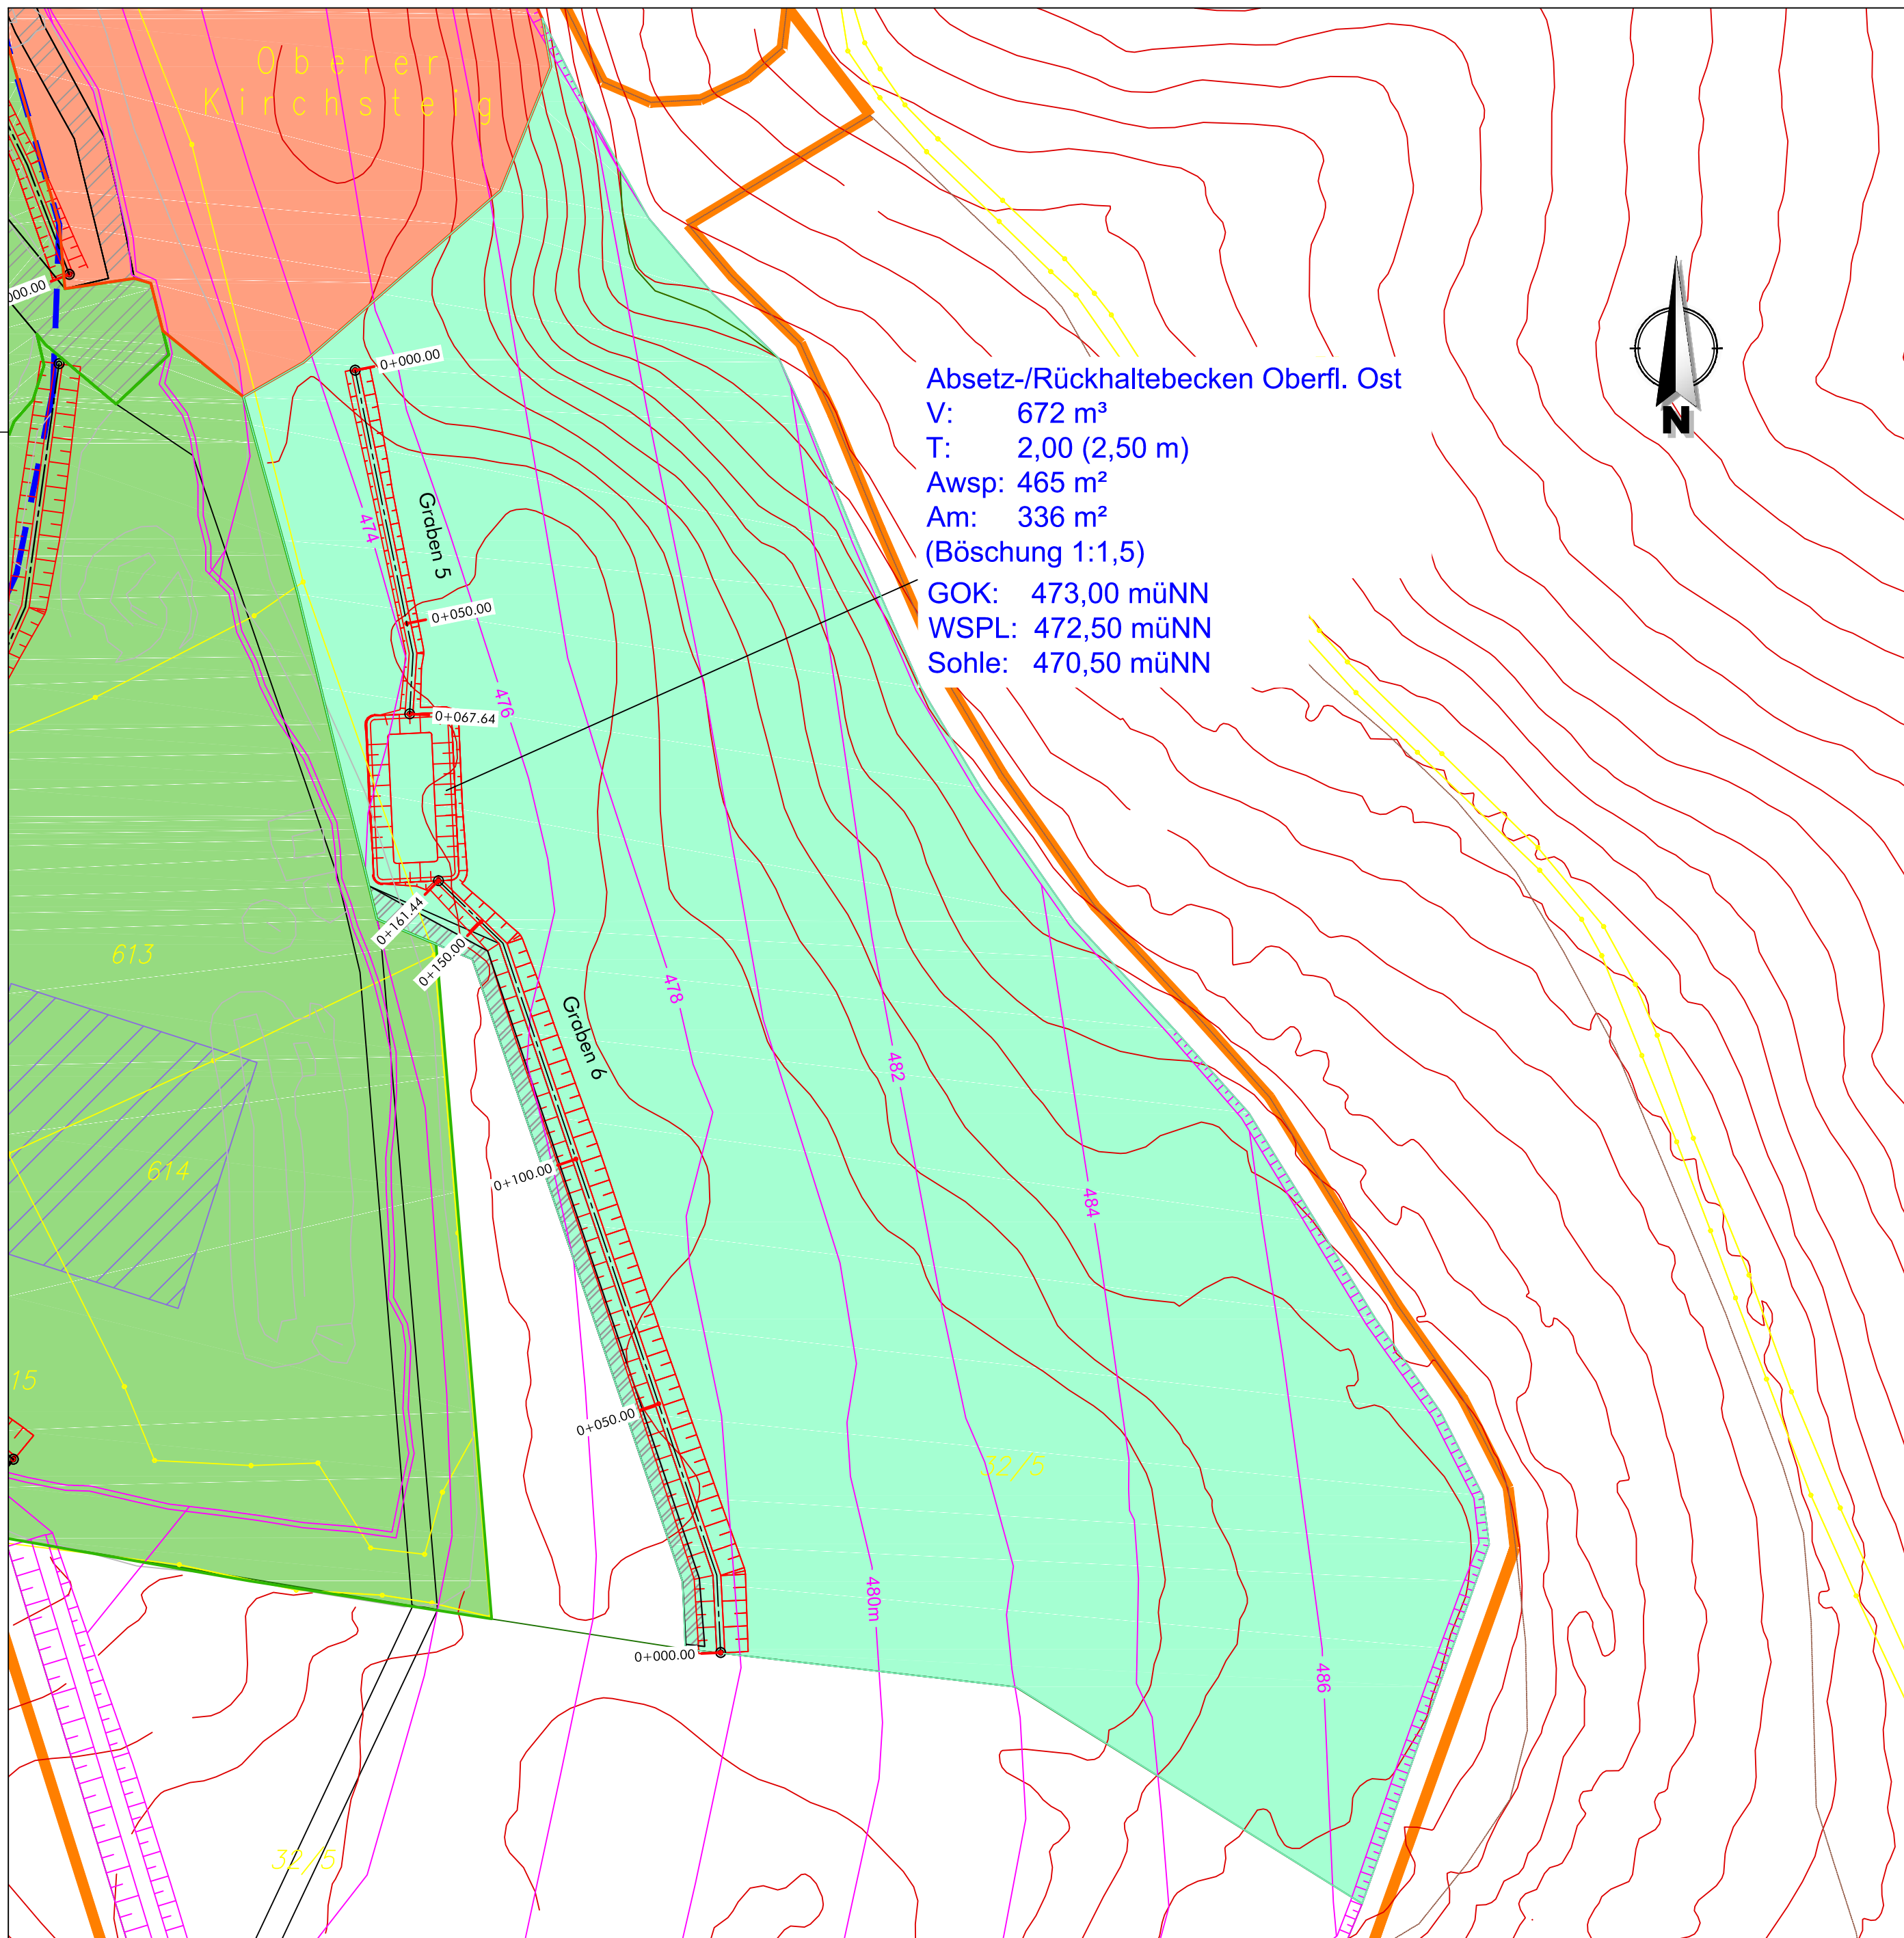 Oberer
Kirchsteig
000.00
0+000.00
Absetz-/Rückhaltebecken Oberfl. Ost
V: 672 m³
T: 2,00 (2,50 m)
Awsp: 465 m²
Am: 336 m²
(Böschung 1:1,5)
GOK: 473,00 müNN
WSPL: 472,50 müNN
Sohle: 470,50 müNN
N
474
Graben 5
0+050.00
476
0+067.64
0+161.44
0+150.00
613
478
Graben 6
482
614
0+100.00
484
15
0+050.00
32/5
480m
0+000.00
486
32/5